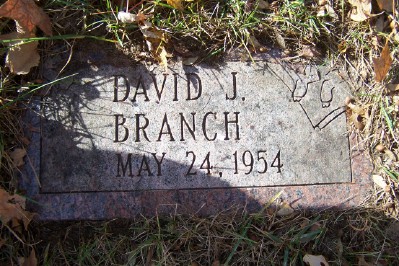 DAVID J.
BRANCH
MAY 24, 1954